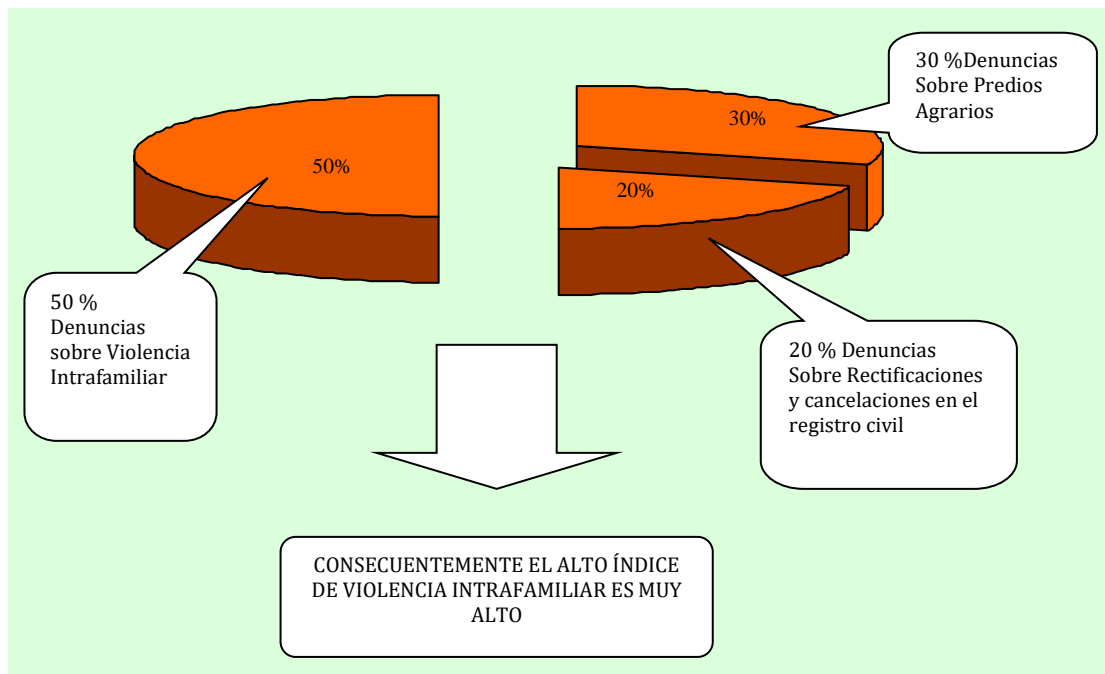 30 %Denuncias
Sobre Predios
Agrarios
30%
50%
20%
50 %
Denuncias
sobre Violencia
Intrafamiliar
20 % Denuncias
Sobre Rectificaciones
y cancelaciones en el
registro civil
CONSECUENTEMENTE EL ALTO ÍNDICE
DE VIOLENCIA INTRAFAMILIAR ES MUY
ALTO